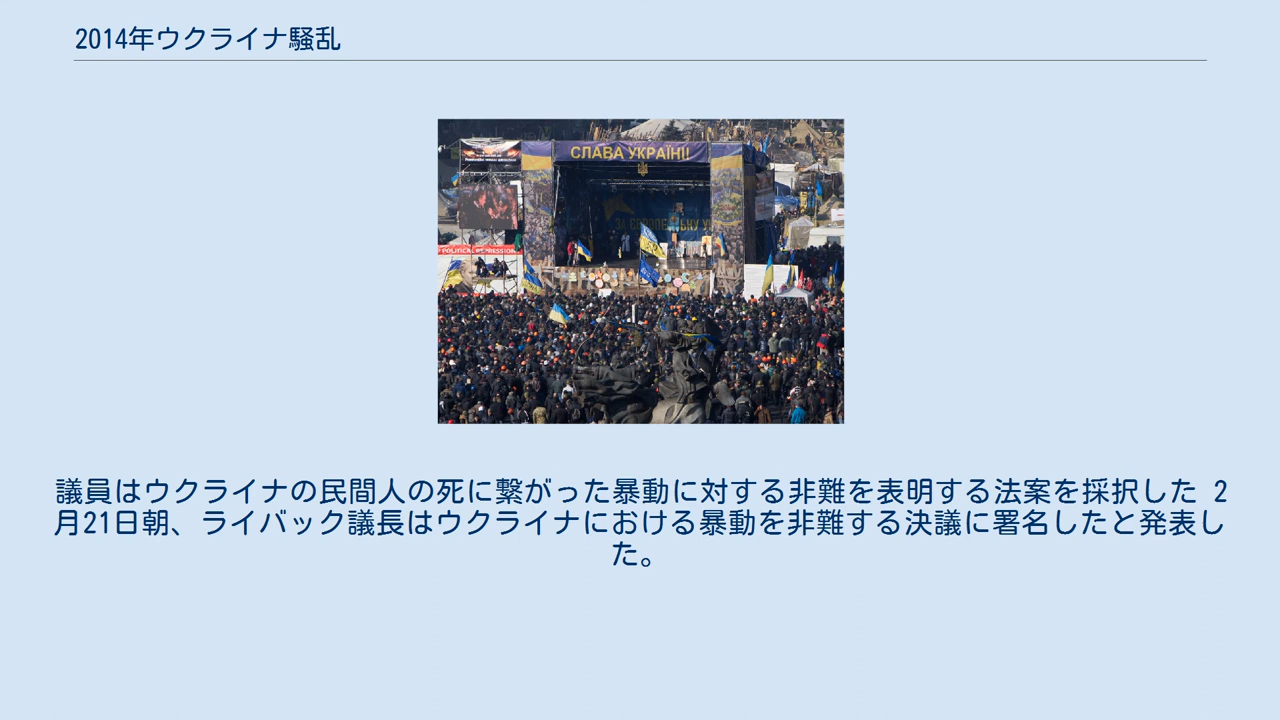 2014年ウクライナ騒乱
СЛАВА УКРАЇНІ!
POLITICAL REPRESSION
議員はウクライナの民間人の死に繋がった暴動に対する非難を表明する法案を採択した 2
月21日朝、ライバック議長はウクライナにおける暴動を非難する決議に署名したと発表し
た。